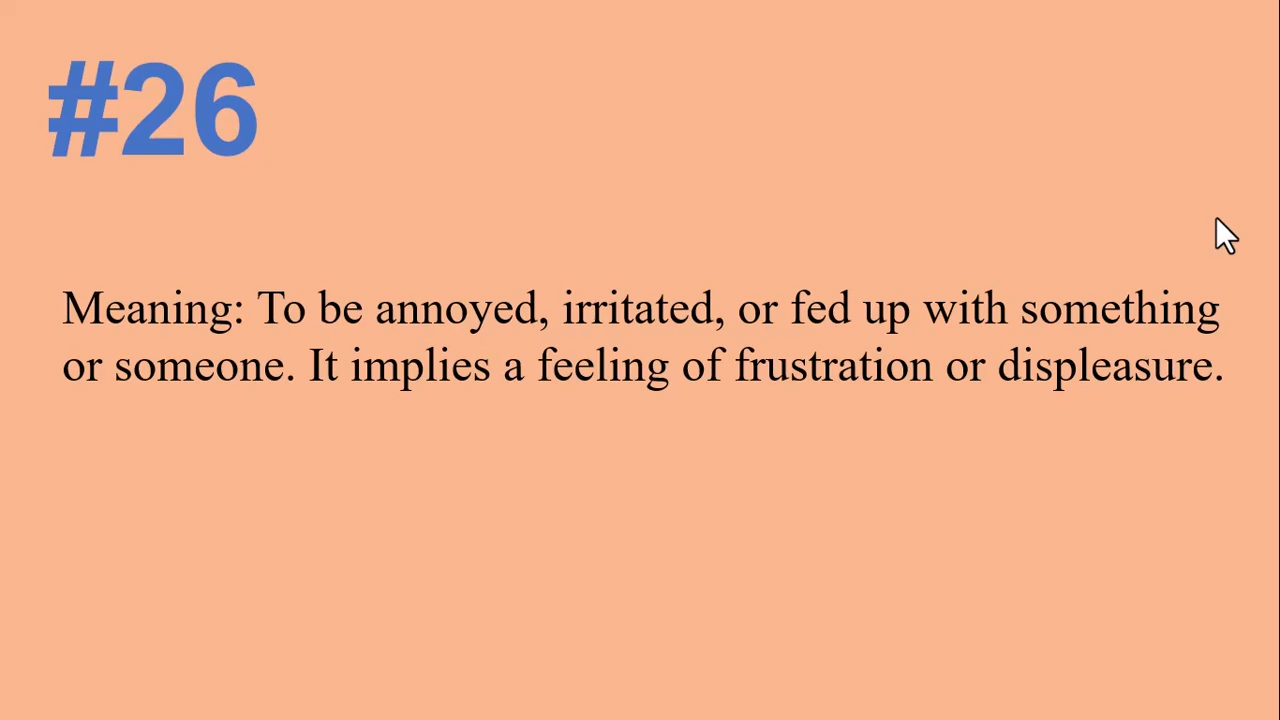 #26
Meaning: To be annoyed, irritated, or fed up with something
or someone. It implies a feeling of frustration or displeasure.